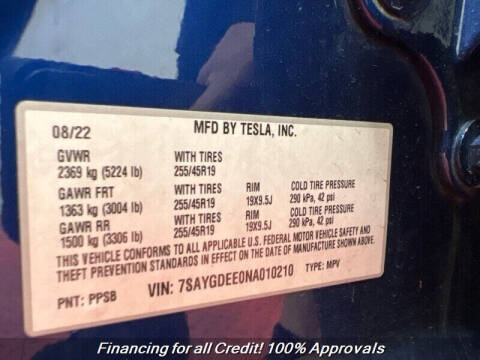 08/22 MFD BY TESLA, INC.
GVWR WITH TIRES
2369 kg (5224 lb) 255/45R19
GAWR FRT WITH TIRES RIM COLD TIRE PRESSURE
1363 kg (3004 lb) 255/45R19 19X9.5J 290 kPa, 42 psi
GAWR RR WITH TIRES RIM COLD TIRE PRESSURE
1500 kg (3306 lb) 255/45R19 19X9.5J 290 kPa, 42 psi
THIS VEHICLE CONFORMS TO ALL APPLICABLE U.S. FEDERAL MOTOR VEHICLE SAFETY AND
THEFT PREVENTION STANDARDS IN EFFECT ON THE DATE OF MANUFACTURE SHOWN ABOVE.
PNT: PPSB VIN: 7SAYGDEE0NA010210 TYPE: MPV
Financing for all Credit! 100% Approvals